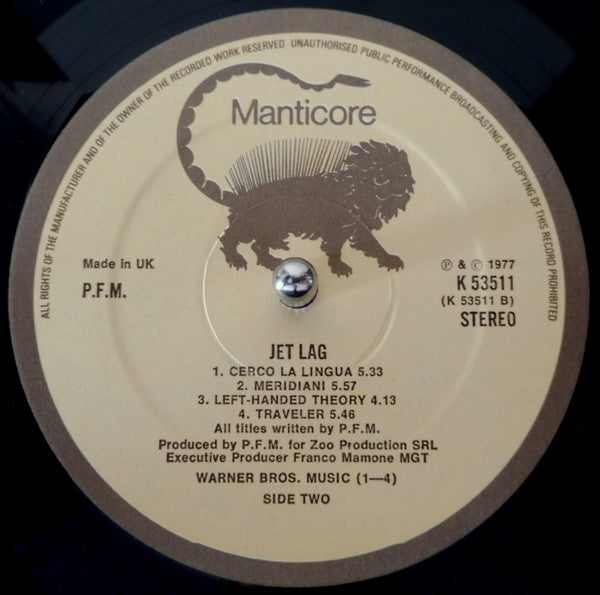 ALL RIGHTS OF THE MANUFACTURER AND OF THE OWNER OF THE RECORDED WORK RESERVED UNAUTHORISED PUBLIC PERFORMANCE BROADCASTING AND COPYING OF THIS RECORD PROHIBITED
Manticore
Made in UK
P.F.M.
℗ & © 1977
K 53511
(K 53511 B)
STEREO
JET LAG
1. CERCO LA LINGUA 5.33
2. MERIDIANI 5.57
3. LEFT-HANDED THEORY 4.13
4. TRAVELER 5.46
All titles written by P.F.M.
Produced by P.F.M. for Zoo Production SRL
Executive Producer Franco Mamone MGT
WARNER BROS. MUSIC (1—4)
SIDE TWO